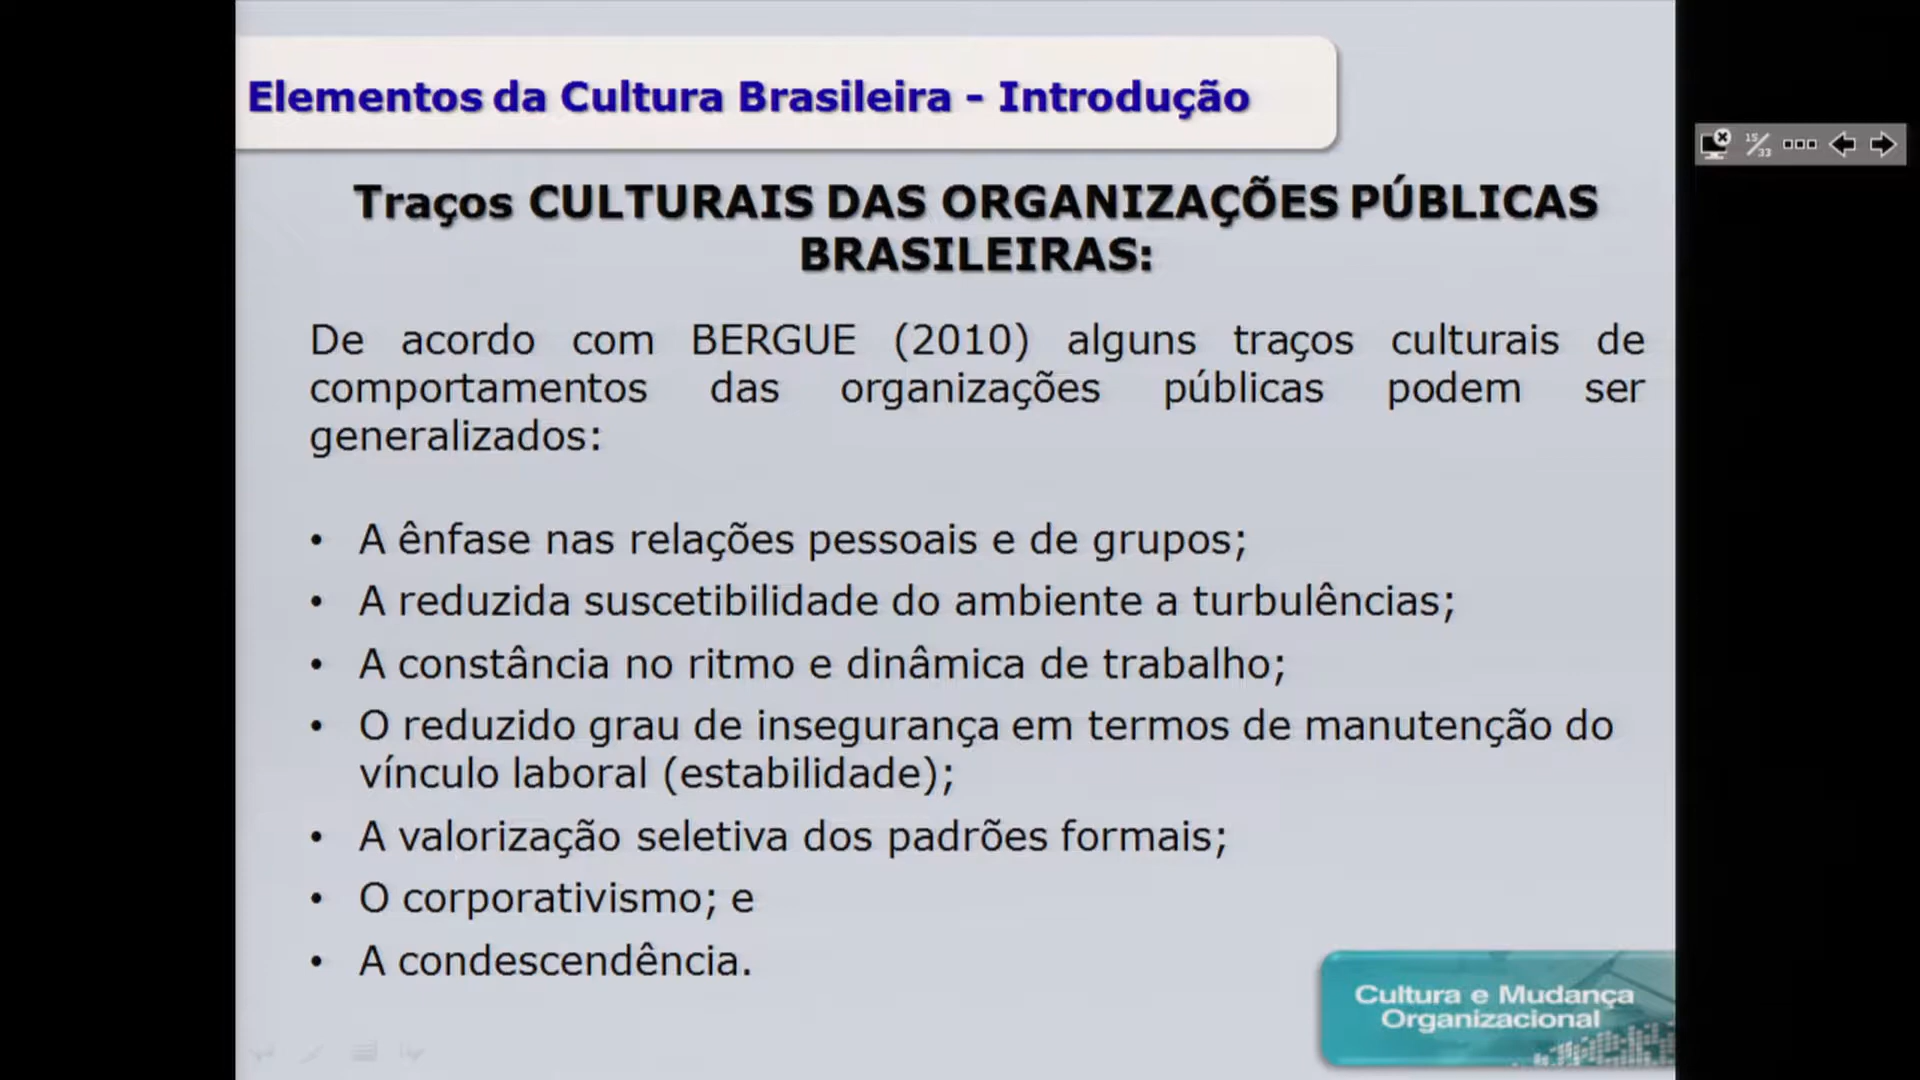 Elementos da Cultura Brasileira - Introdução
15/33
Traços CULTURAIS DAS ORGANIZAÇÕES PÚBLICAS
BRASILEIRAS:
De acordo com BERGUE (2010) alguns traços culturais de
comportamentos das organizações públicas podem ser
generalizados:
• A ênfase nas relações pessoais e de grupos;
• A reduzida suscetibilidade do ambiente a turbulências;
• A constância no ritmo e dinâmica de trabalho;
• O reduzido grau de insegurança em termos de manutenção do
vínculo laboral (estabilidade);
• A valorização seletiva dos padrões formais;
• O corporativismo; e
• A condescendência.
Cultura e Mudança
Organizacional